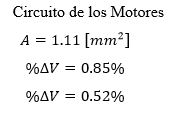 Circuito de los Motores
A = 1.11 [mm²]
%ΔV = 0.85%
%ΔV = 0.52%